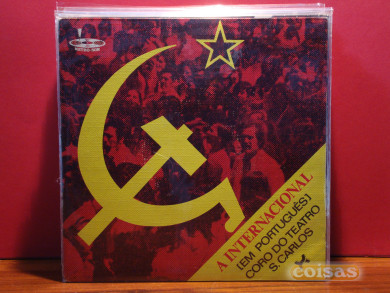 A INTERNACIONAL
[EM PORTUGUÊS]
CORO DO TEATRO
S. CARLOS
coisas